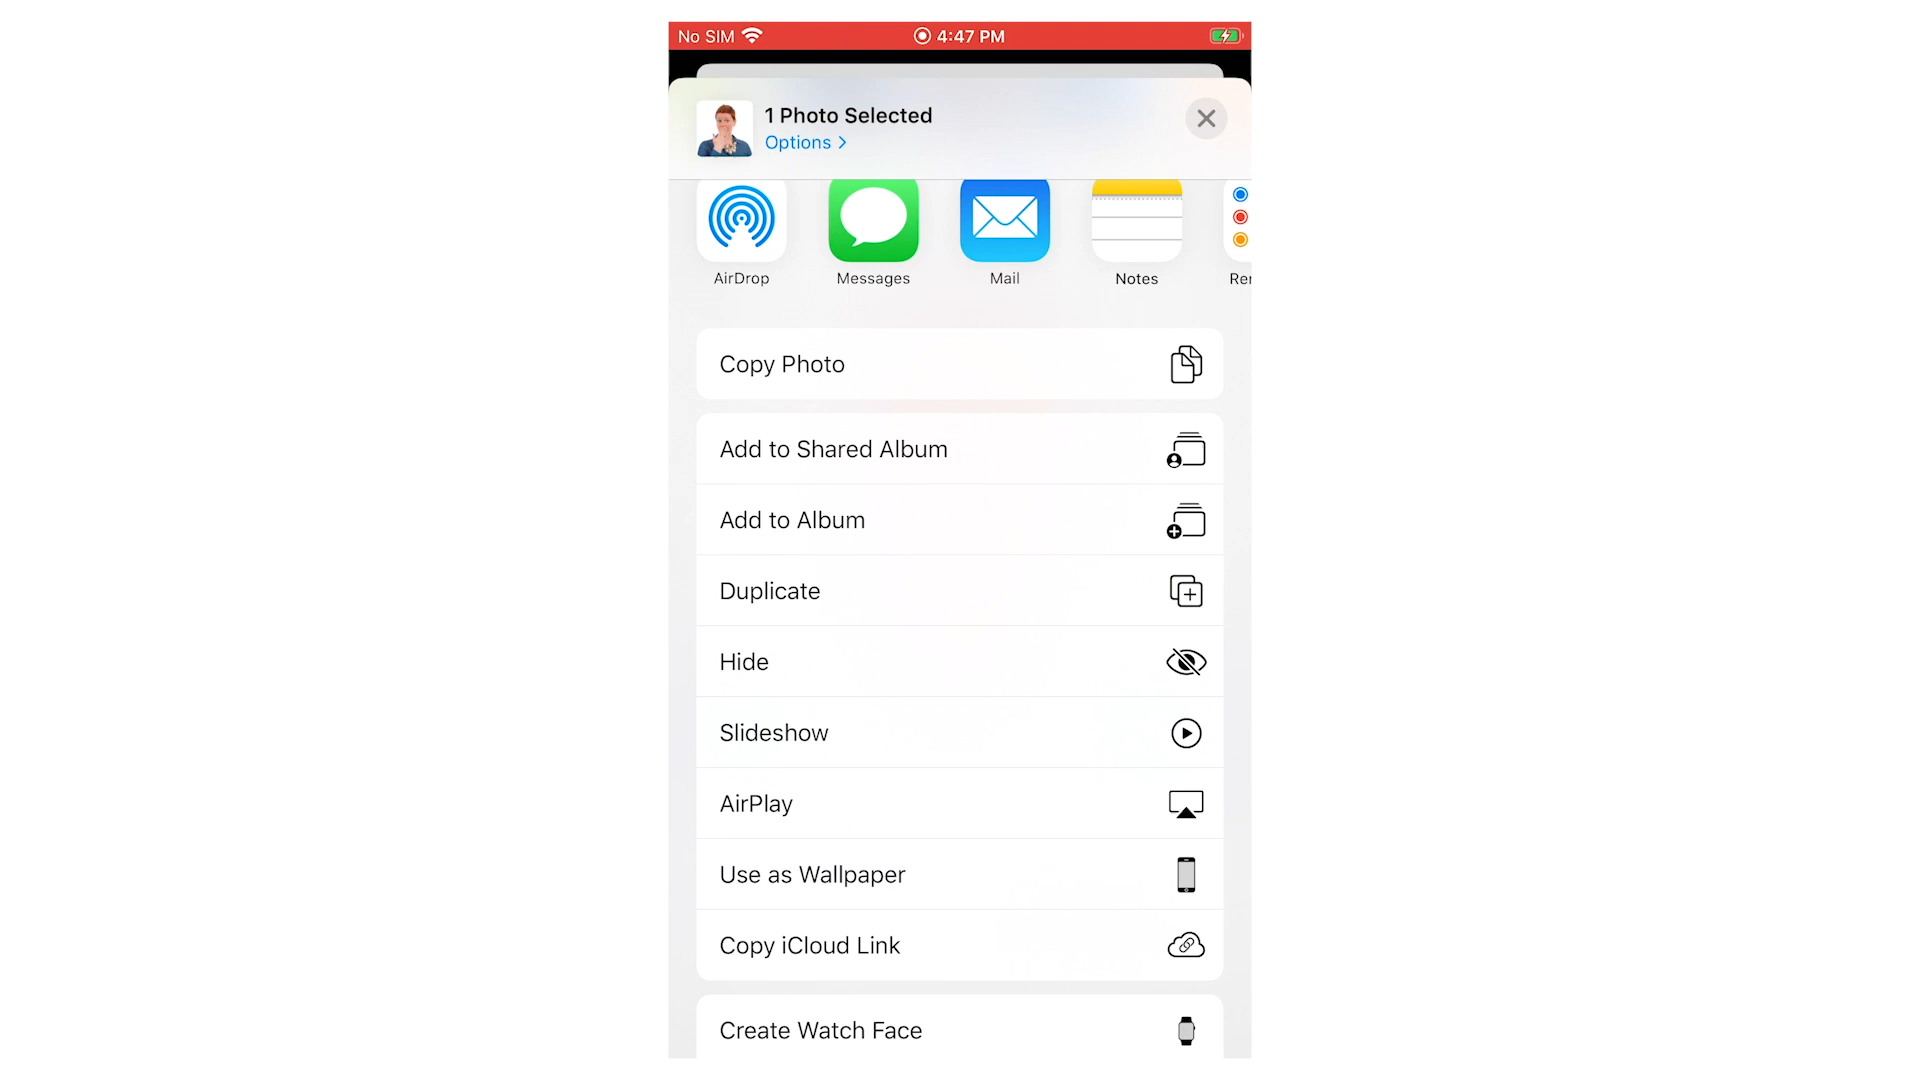 No SIM 4:47 PM
1 Photo Selected
Options
AirDrop Messages Mail Notes
Copy Photo
Add to Shared Album
Add to Album
Duplicate
Hide
Slideshow
AirPlay
Use as Wallpaper
Copy iCloud Link
Create Watch Face